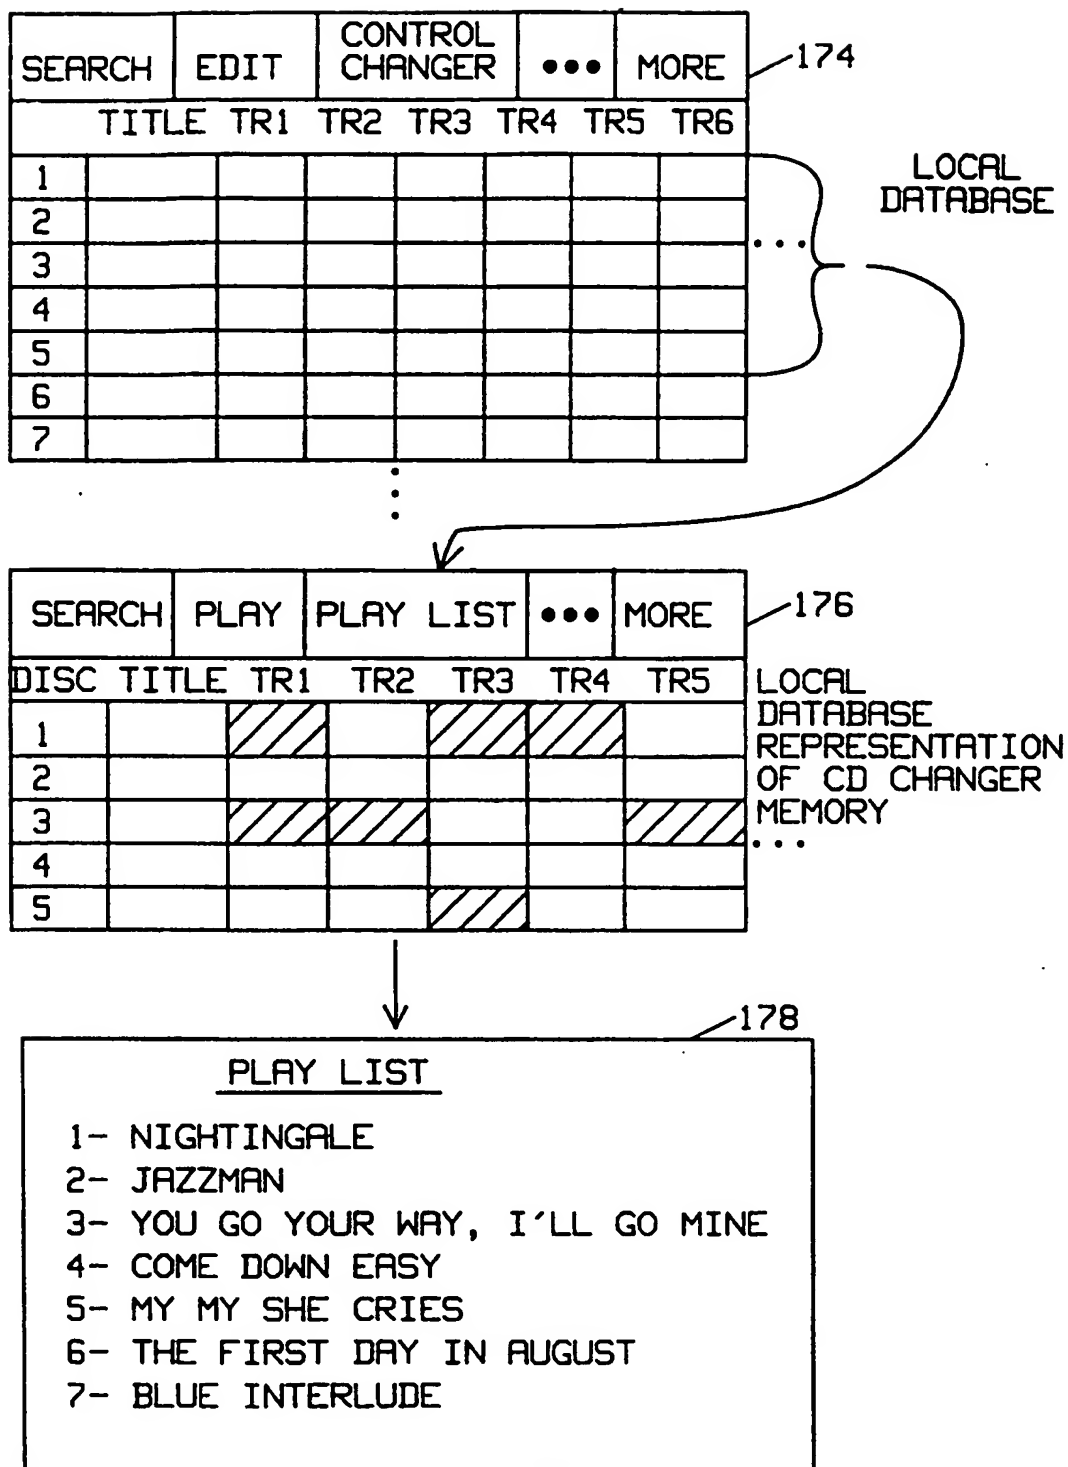 SEARCH EDIT CONTROL CHANGER ••• MORE
174
TITLE TR1 TR2 TR3 TR4 TR5 TR6
1
2
3
4
5
6
7
LOCAL
DATABASE
SEARCH PLAY PLAY LIST ••• MORE
176
DISC TITLE TR1 TR2 TR3 TR4 TR5
1
2
3
4
5
LOCAL
DATABASE
REPRESENTATION
OF CD CHANGER
MEMORY
178
PLAY LIST
1- NIGHTINGALE
2- JAZZMAN
3- YOU GO YOUR WAY, I'LL GO MINE
4- COME DOWN EASY
5- MY MY SHE CRIES
6- THE FIRST DAY IN AUGUST
7- BLUE INTERLUDE